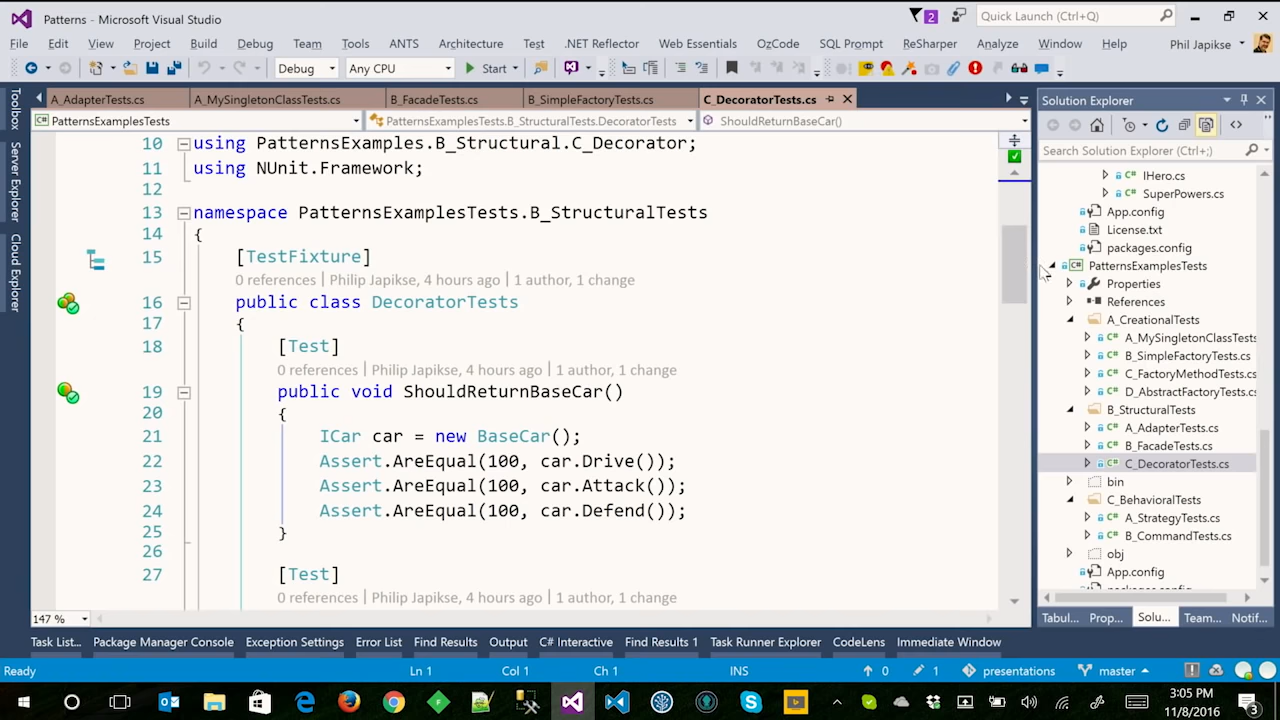 Patterns - Microsoft Visual Studio
2
Quick Launch (Ctrl+Q)
File Edit View Project Build Debug Team Tools ANTS Architecture Test .NET Reflector Web Essentials OzCode SQL Prompt ReSharper Analyze Window Help Phil Japikse
Debug Any CPU Start
Toolbox
Server Explorer
Cloud Explorer
A_AdapterTests.cs A_MySingletonClassTests.cs B_FacadeTests.cs B_SimpleFactoryTests.cs C_DecoratorTests.cs
PatternsExamplesTests PatternsExamplesTests.B_StructuralTests.DecoratorTests ShouldReturnBaseCar()
10 using PatternsExamples.B_Structural.C_Decorator;
11 using NUnit.Framework;
12
13 namespace PatternsExamplesTests.B_StructuralTests
14 {
15 [TestFixture]
0 references | Philip Japikse, 4 hours ago | 1 author, 1 change
16 public class DecoratorTests
17 {
18 [Test]
0 references | Philip Japikse, 4 hours ago | 1 author, 1 change
19 public void ShouldReturnBaseCar()
20 {
21 ICar car = new BaseCar();
22 Assert.AreEqual(100, car.Drive());
23 Assert.AreEqual(100, car.Attack());
24 Assert.AreEqual(100, car.Defend());
25 }
26
27 [Test]
0 references | Philip Japikse, 4 hours ago | 1 author, 1 change
147 %
Solution Explorer
Search Solution Explorer (Ctrl+;)
C# IHero.cs
C# SuperPowers.cs
App.config
License.txt
packages.config
C# PatternsExamplesTests
Properties
References
A_CreationalTests
C# A_MySingletonClassTests
C# B_SimpleFactoryTests.cs
C# C_FactoryMethodTests.cs
C# D_AbstractFactoryTests.cs
B_StructuralTests
C# A_AdapterTests.cs
C# B_FacadeTests.cs
C# C_DecoratorTests.cs
bin
C_BehavioralTests
C# A_StrategyTests.cs
C# B_CommandTests.cs
obj
App.config
Tabul... Prop... Solu... Team... Notif...
Task List... Package Manager Console Exception Settings Error List Find Results Output C# Interactive Find Results 1 Task Runner Explorer CodeLens Immediate Window
Ready Ln 1 Col 1 Ch 1 INS 0 1 presentations master
3:05 PM
11/8/2016
3